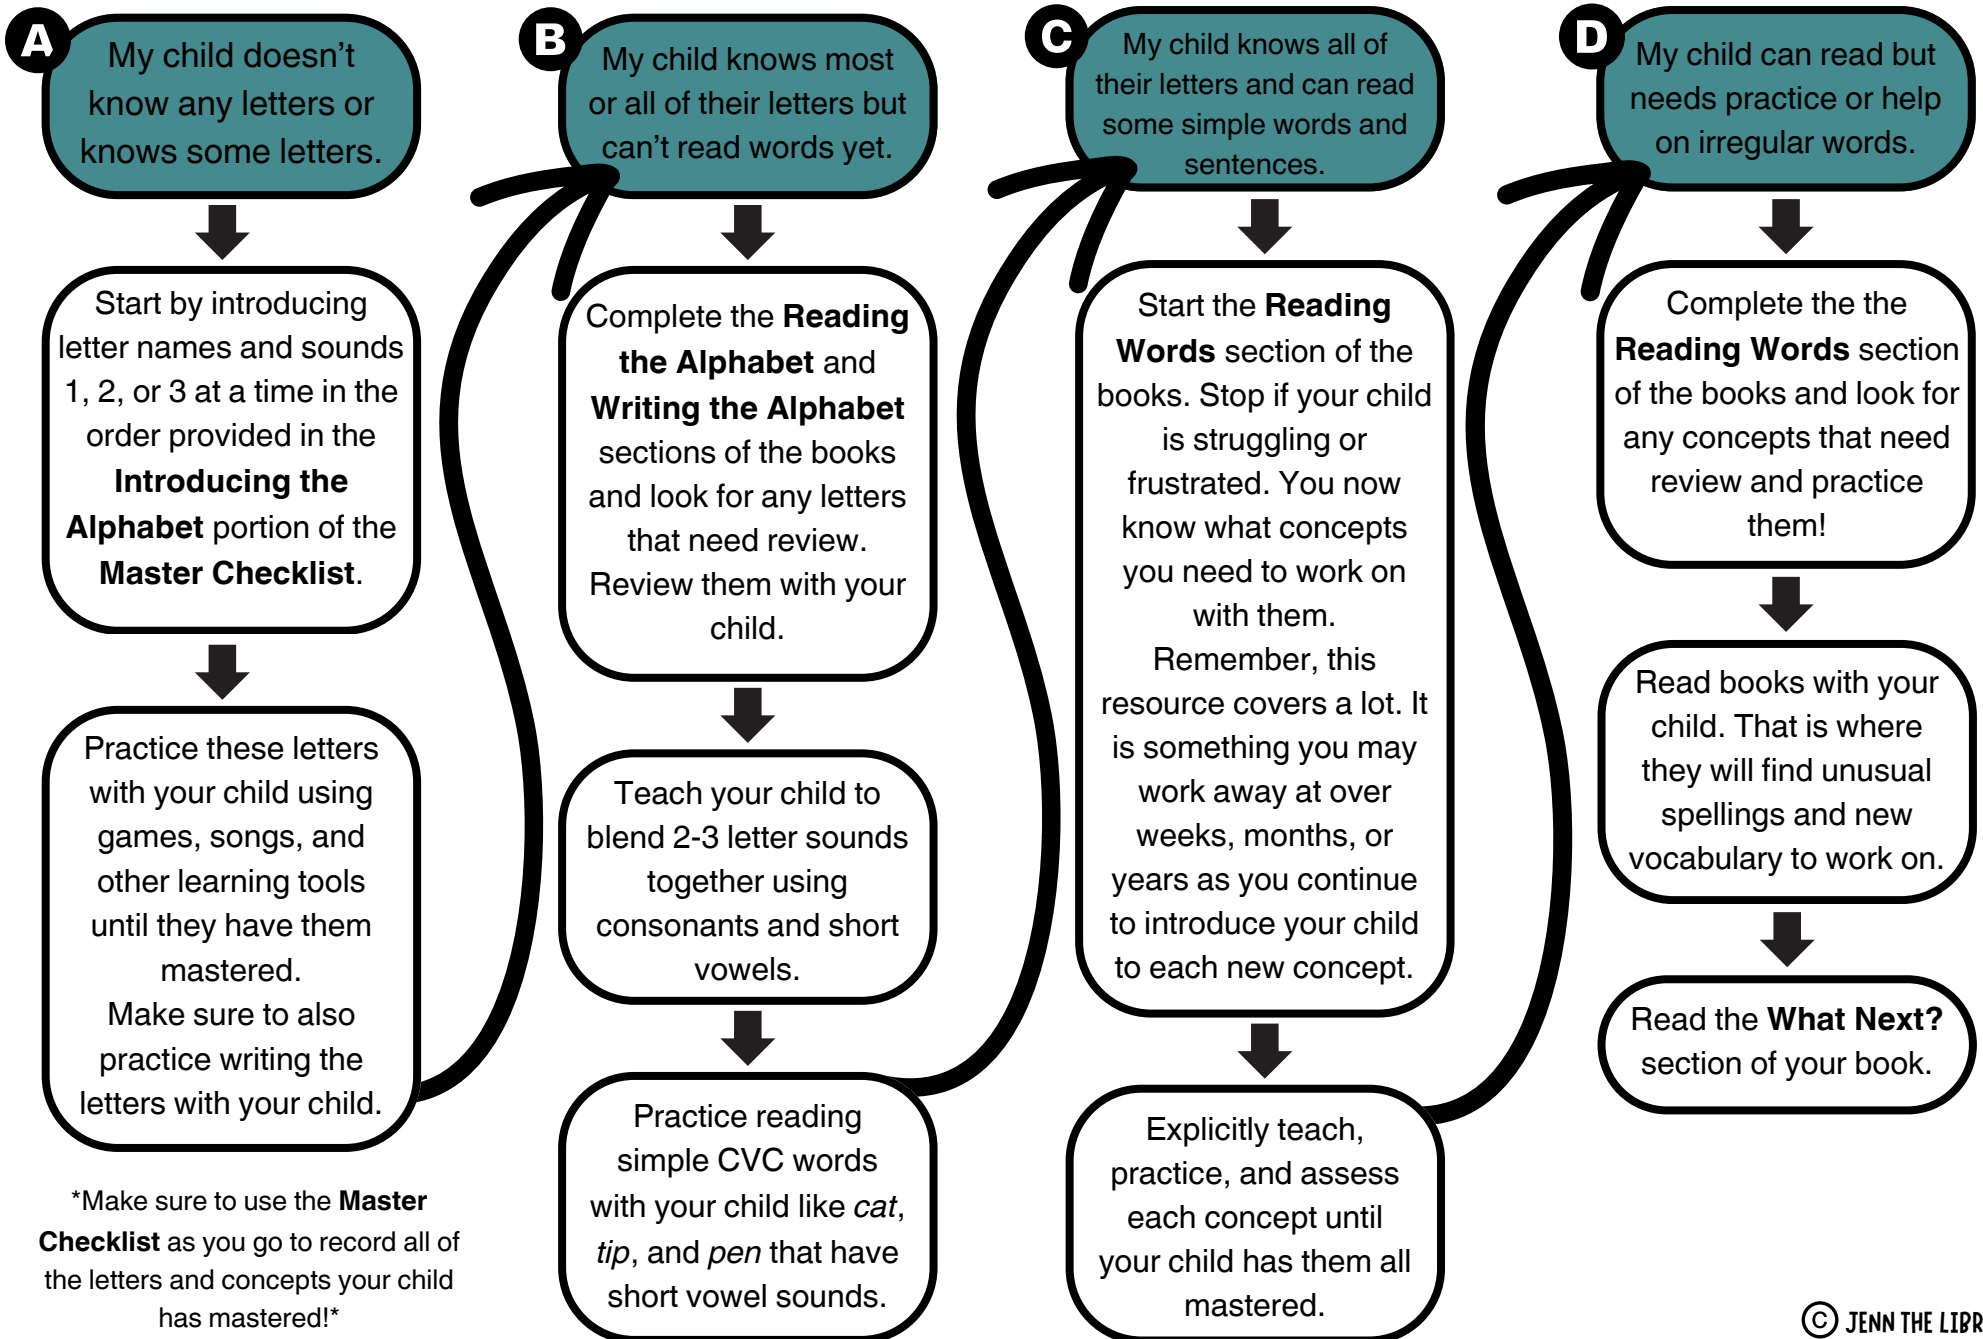 A
My child doesn't
know any letters or
knows some letters.
Start by introducing
letter names and sounds
1, 2, or 3 at a time in the
order provided in the
Introducing the
Alphabet portion of the
Master Checklist.
Practice these letters
with your child using
games, songs, and
other learning tools
until they have them
mastered.
Make sure to also
practice writing the
letters with your child.
*Make sure to use the Master
Checklist as you go to record all of
the letters and concepts your child
has mastered!*
B
My child knows most
or all of their letters but
can't read words yet.
Complete the Reading
the Alphabet and
Writing the Alphabet
sections of the books
and look for any letters
that need review.
Review them with your
child.
Teach your child to
blend 2-3 letter sounds
together using
consonants and short
vowels.
Practice reading
simple CVC words
with your child like cat,
tip, and pen that have
short vowel sounds.
C
My child knows all of
their letters and can read
some simple words and
sentences.
Start the Reading
Words section of the
books. Stop if your child
is struggling or
frustrated. You now
know what concepts
you need to work on
with them.
Remember, this
resource covers a lot. It
is something you may
work away at over
weeks, months, or
years as you continue
to introduce your child
to each new concept.
Explicitly teach,
practice, and assess
each concept until
your child has them all
mastered.
D
My child can read but
needs practice or help
on irregular words.
Complete the the
Reading Words section
of the books and look for
any concepts that need
review and practice
them!
Read books with your
child. That is where
they will find unusual
spellings and new
vocabulary to work on.
Read the What Next?
section of your book.
© JENN THE LIBR